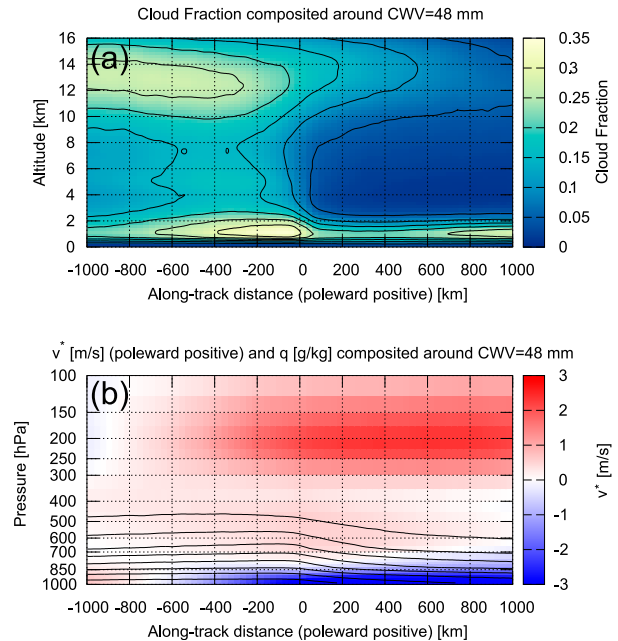 Cloud Fraction composited around CWV=48 mm
(a)
16
14
12
10
8
6
4
2
0
Altitude [km]
-1000 -800 -600 -400 -200 0 200 400 600 800 1000
Along-track distance (poleward positive) [km]
0.35
0.3
0.25
0.2
0.15
0.1
0.05
0
Cloud Fraction
v* [m/s] (poleward positive) and q [g/kg] composited around CWV=48 mm
(b)
100
150
200
250
300
400
500
600
700
850
1000
Pressure [hPa]
-1000 -800 -600 -400 -200 0 200 400 600 800 1000
Along-track distance (poleward positive) [km]
3
2
1
0
-1
-2
-3
v* [m/s]